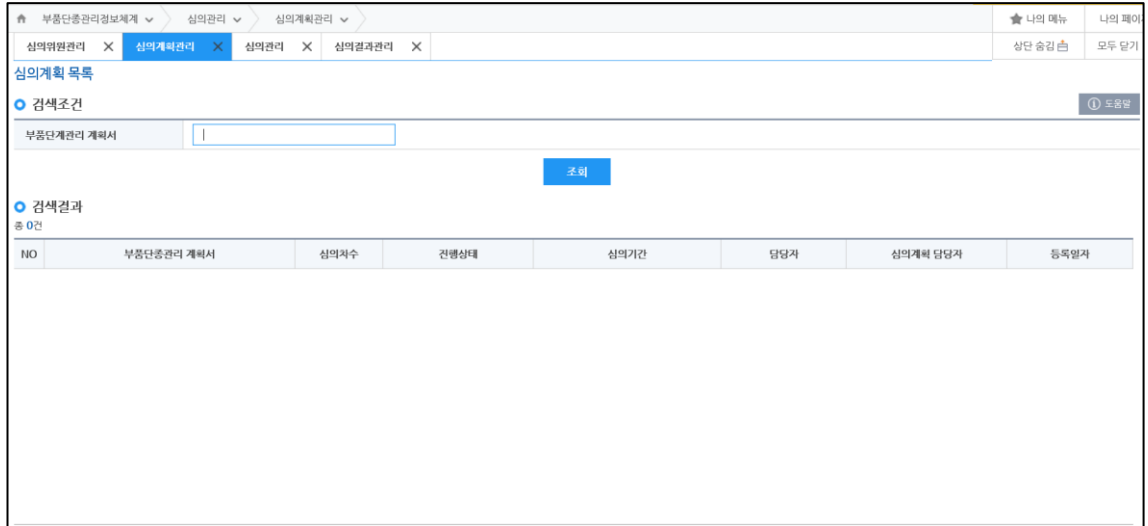 부품단종관리정보체계 심의관리 심의계획관리 나의 메뉴 나의 페이지
심의위원관리 심의계획관리 심의관리 심의결과관리 상단 숨김 모두 닫기
심의계획 목록
검색조건 도움말
부품단계관리 계획서
조회
검색결과
총 0건
NO 부품단종관리 계획서 심의차수 진행상태 심의기간 담당자 심의계획 담당자 등록일자